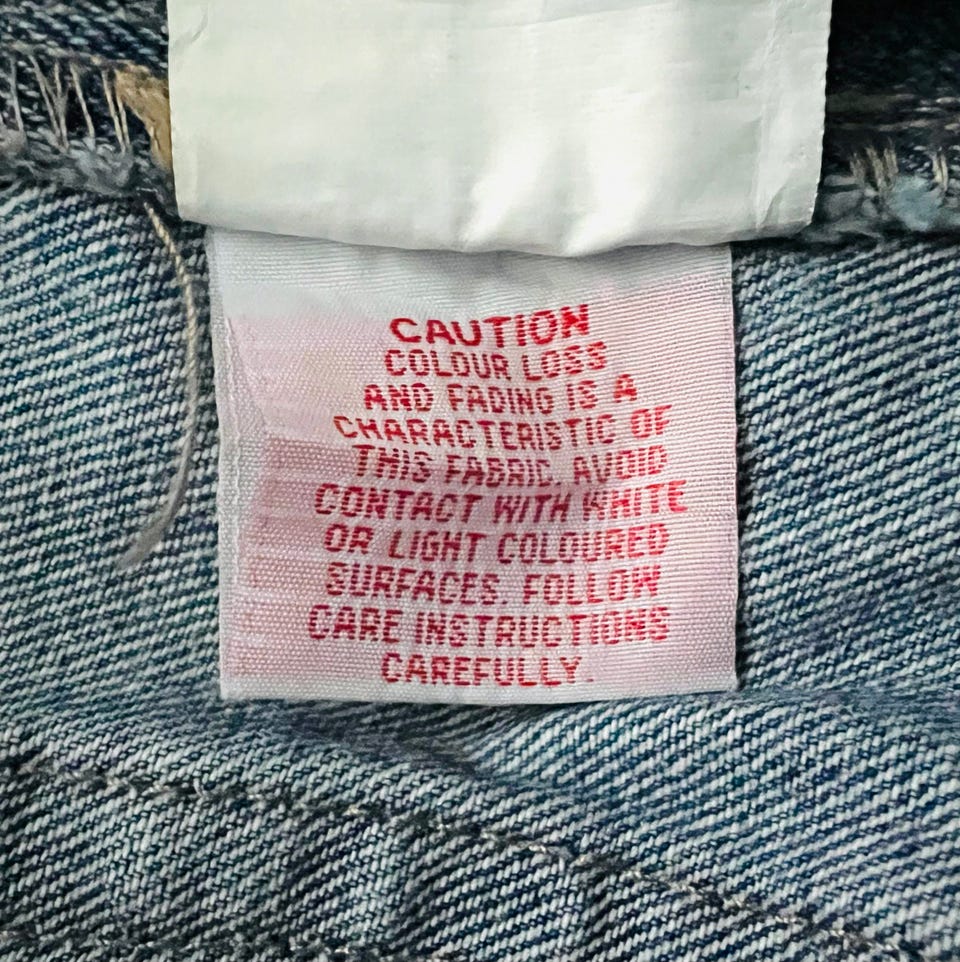 CAUTION
COLOUR LOSS
AND FADING IS A
CHARACTERISTIC OF
THIS FABRIC. AVOID
CONTACT WITH WHITE
OR LIGHT COLOURED
SURFACES. FOLLOW
CARE INSTRUCTIONS
CAREFULLY.